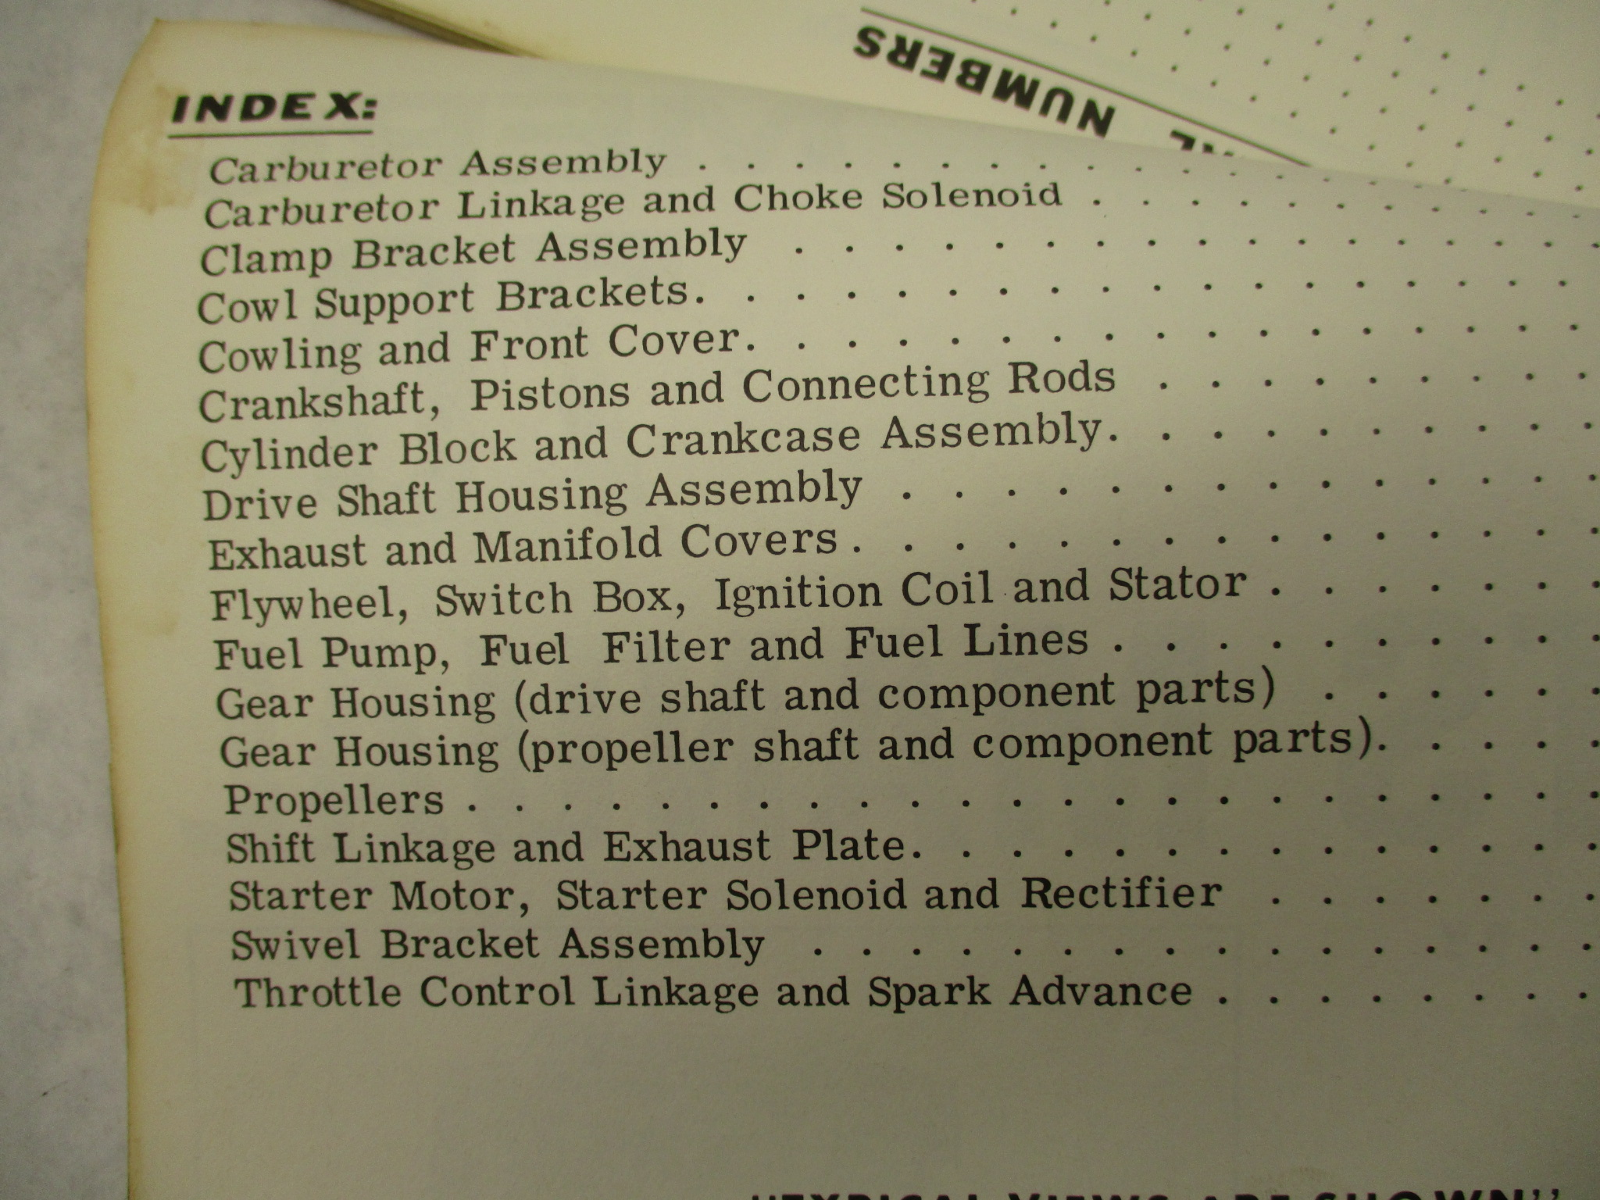 NUMBERS
INDEX:
Carburetor Assembly . . . . . . . . . . . . . . . . .
Carburetor Linkage and Choke Solenoid . . . . . . . . . .
Clamp Bracket Assembly . . . . . . . . . . . . . . . .
Cowl Support Brackets. . . . . . . . . . . . . . . . . .
Cowling and Front Cover. . . . . . . . . . . . . . . . .
Crankshaft, Pistons and Connecting Rods . . . . . . . . .
Cylinder Block and Crankcase Assembly. . . . . . . . . .
Drive Shaft Housing Assembly . . . . . . . . . . . . . .
Exhaust and Manifold Covers . . . . . . . . . . . . . . .
Flywheel, Switch Box, Ignition Coil and Stator . . . . . . .
Fuel Pump, Fuel Filter and Fuel Lines . . . . . . . . . .
Gear Housing (drive shaft and component parts) . . . . . .
Gear Housing (propeller shaft and component parts). . . . .
Propellers . . . . . . . . . . . . . . . . . . . . . . .
Shift Linkage and Exhaust Plate. . . . . . . . . . . . . .
Starter Motor, Starter Solenoid and Rectifier . . . . . . .
Swivel Bracket Assembly . . . . . . . . . . . . . . . .
Throttle Control Linkage and Spark Advance . . . . . . . .
VIEWS ARE SHOWN"